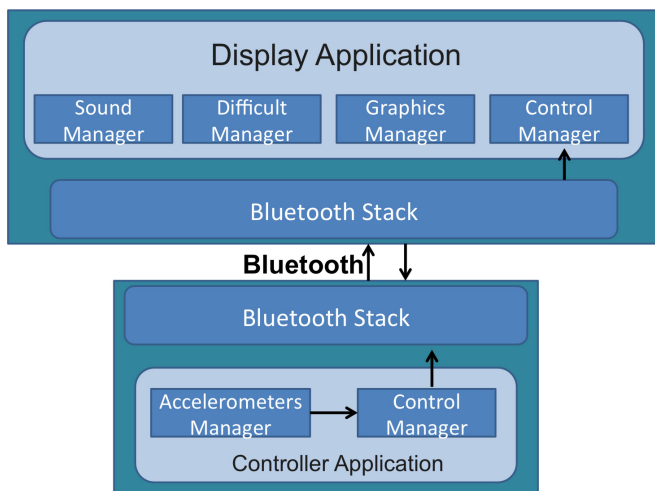 Display Application
Sound
Manager
Difficult
Manager
Graphics
Manager
Control
Manager
Bluetooth Stack
Bluetooth
Bluetooth Stack
Accelerometers
Manager
Control
Manager
Controller Application